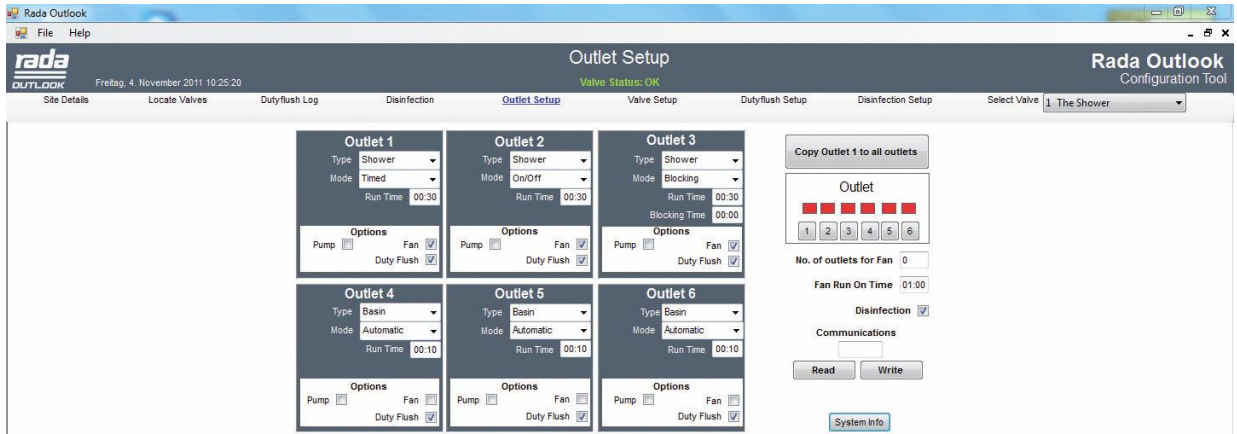 Rada Outlook
File Help
rada
OUTLOOK
Freitag, 4. November 2011 10:25:20
Outlet Setup
Valve Status: OK
Rada Outlook
Configuration Tool
Site Details Locate Valves Dutyflush Log Disinfection Outlet Setup Valve Setup Dutyflush Setup Disinfection Setup Select Valve 1 The Shower
Outlet 1
Type Shower
Mode Timed
Run Time 00:30
Options
Pump Fan
Duty Flush
Outlet 2
Type Shower
Mode On/Off
Run Time 00:30
Options
Pump Fan
Duty Flush
Outlet 3
Type Shower
Mode Blocking
Run Time 00:30
Blocking Time 00:00
Options
Pump Fan
Duty Flush
Copy Outlet 1 to all outlets
Outlet
1 2 3 4 5 6
No. of outlets for Fan 0
Fan Run On Time 01:00
Disinfection
Communications
Read Write
System Info
Outlet 4
Type Basin
Mode Automatic
Run Time 00:10
Options
Pump Fan
Duty Flush
Outlet 5
Type Basin
Mode Automatic
Run Time 00:10
Options
Pump Fan
Duty Flush
Outlet 6
Type Basin
Mode Automatic
Run Time 00:10
Options
Pump Fan
Duty Flush